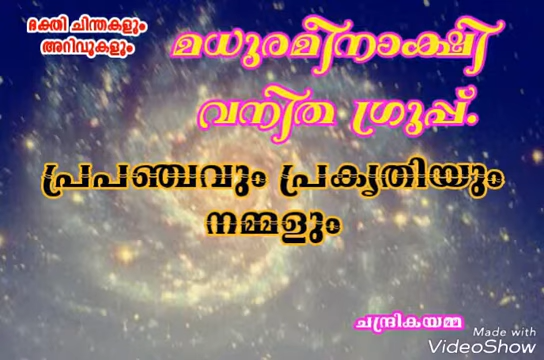 ഭക്തി ചിന്തകളും
അറിവുകളും
മധുരമീനാക്ഷി
വനിത ഗ്രൂപ്പ്.
പ്രപഞ്ചവും പ്രകൃതിയും
നമ്മളും
ചന്ദ്രികയമ്മ
Made with
VideoShow